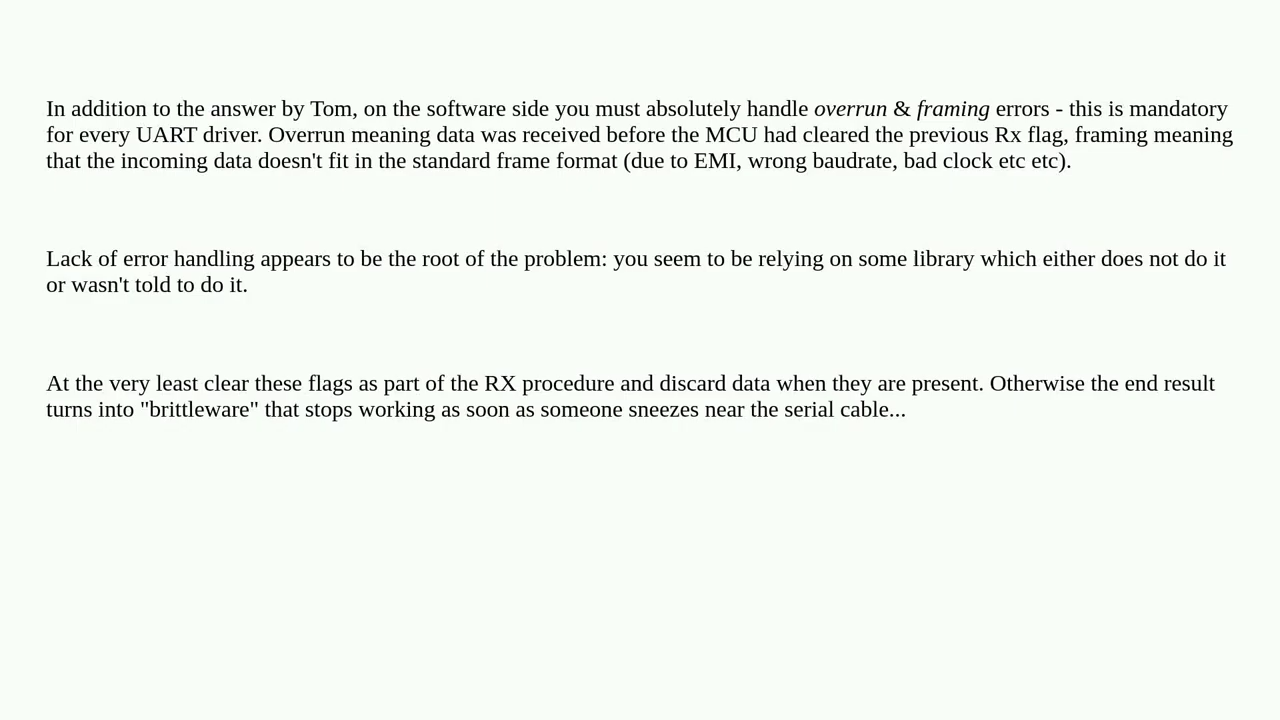 In addition to the answer by Tom, on the software side you must absolutely handle overrun & framing errors - this is mandatory
for every UART driver. Overrun meaning data was received before the MCU had cleared the previous Rx flag, framing meaning
that the incoming data doesn't fit in the standard frame format (due to EMI, wrong baudrate, bad clock etc etc).
Lack of error handling appears to be the root of the problem: you seem to be relying on some library which either does not do it
or wasn't told to do it.
At the very least clear these flags as part of the RX procedure and discard data when they are present. Otherwise the end result
turns into "brittleware" that stops working as soon as someone sneezes near the serial cable...